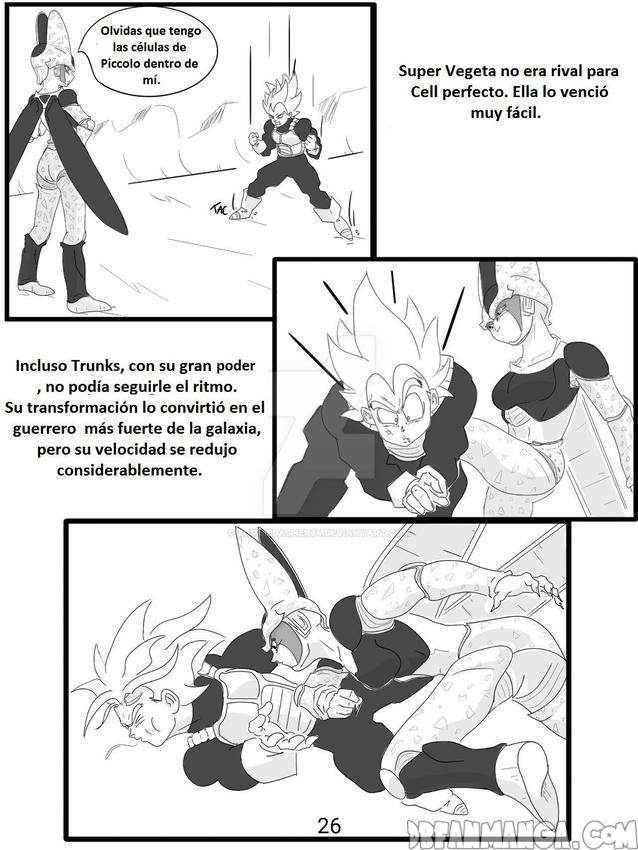 Olvidas que tengo
las células de
Piccolo dentro de
mí.
Super Vegeta no era rival para
Cell perfecto. Ella lo venció
muy fácil.
TAC
Incluso Trunks, con su gran poder
, no podía seguirle el ritmo.
Su transformación lo convirtió en el
guerrero más fuerte de la galaxia,
pero su velocidad se redujo
considerablemente.
26
DBFANMANGA.COM